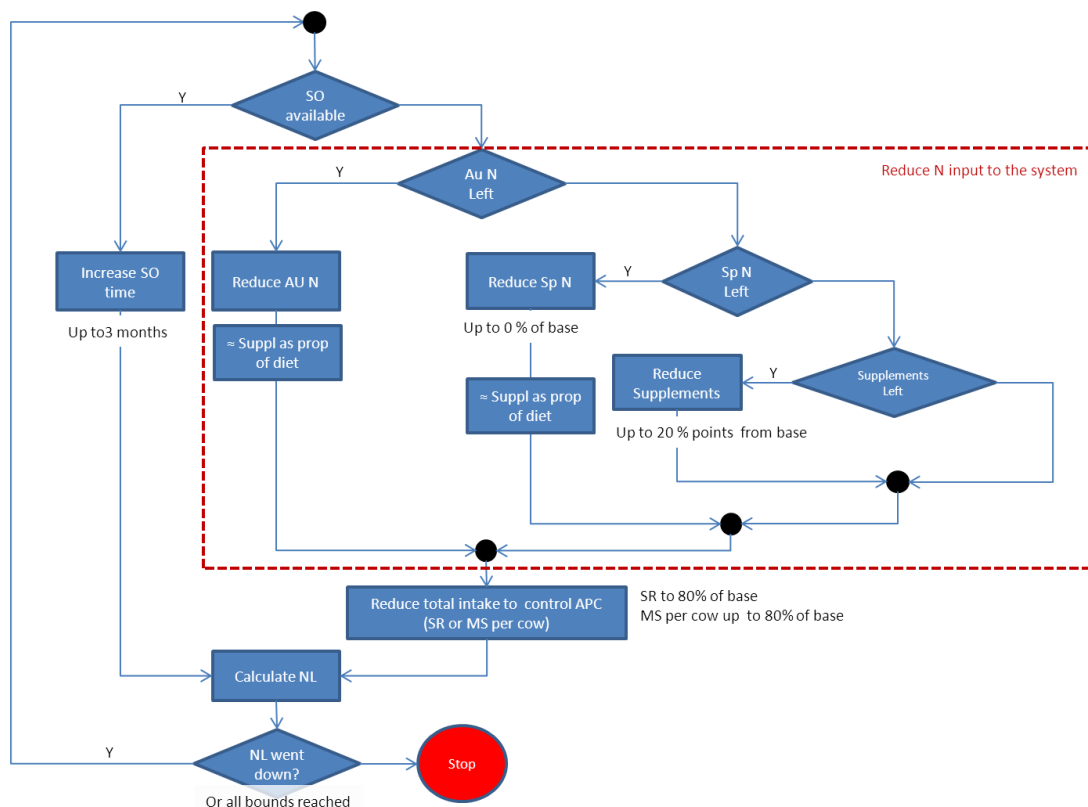 Y
SO
available
Reduce N input to the system
Y
Au N
Left
Increase SO
time
Up to3 months
Reduce AU N
≈ Suppl as prop
of diet
Reduce Sp N
Y
Sp N
Left
Up to 0 % of base
≈ Suppl as prop
of diet
Reduce
Supplements
Y
Supplements
Left
Up to 20 % points  from base
Reduce total intake to  control APC
(SR or MS per cow)
SR to 80% of base
MS per cow up  to 80% of base
Calculate NL
Y
NL went
down?
Or all bounds reached
Stop